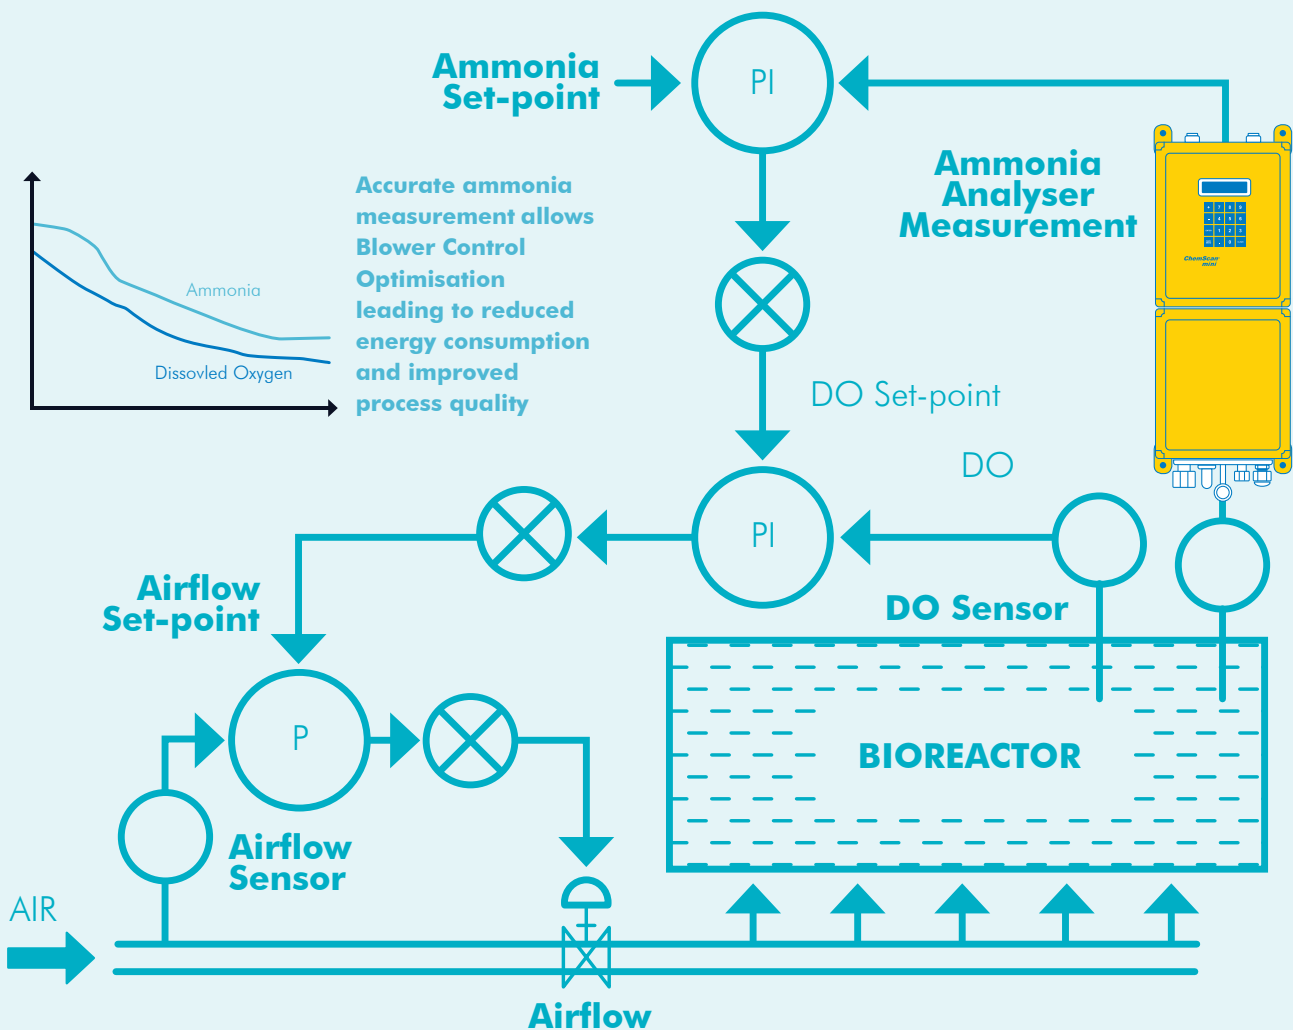 Ammonia
Set-point
PI
Ammonia
Analyser
Measurement
ChemScan
mini
Accurate ammonia
measurement allows
Blower Control
Optimisation
leading to reduced
energy consumption
and improved
process quality
Ammonia
Dissovled Oxygen
DO Set-point
DO
PI
DO Sensor
Airflow
Set-point
P
BIOREACTOR
Airflow
Sensor
AIR
Airflow